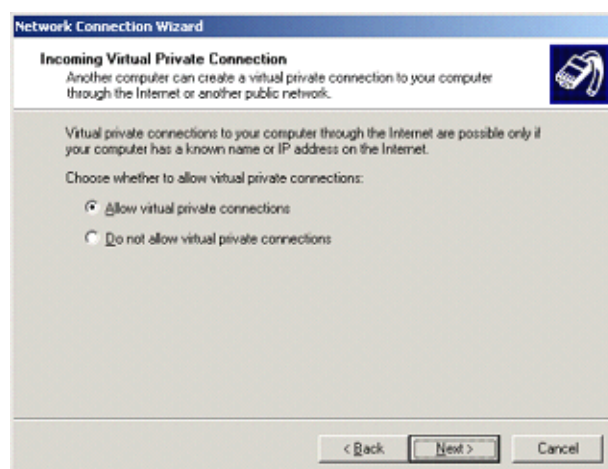 Network Connection Wizard
Incoming Virtual Private Connection
Another computer can create a virtual private connection to your computer
through the Internet or another public network.
Virtual private connections to your computer through the Internet are possible only if
your computer has a known name or IP address on the Internet.
Choose whether to allow virtual private connections:
Allow virtual private connections
Do not allow virtual private connections
< Back
Next >
Cancel